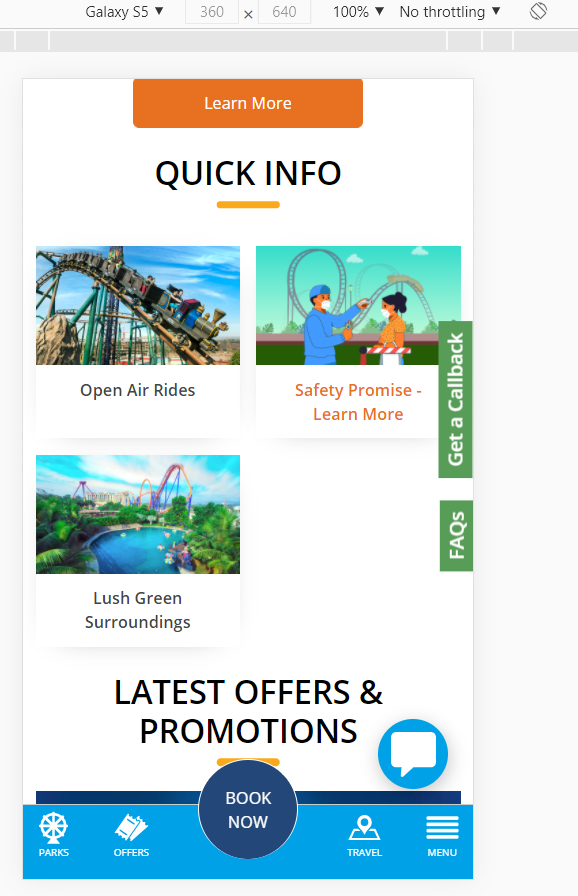 Galaxy S5 ▼ 360 × 640 100% ▼ No throttling ▼
Learn More
QUICK INFO
Open Air Rides
Safety Promise -
Learn More
Get a Callback
FAQs
Lush Green
Surroundings
LATEST OFFERS &
PROMOTIONS
BOOK
NOW
PARKS
OFFERS
TRAVEL
MENU